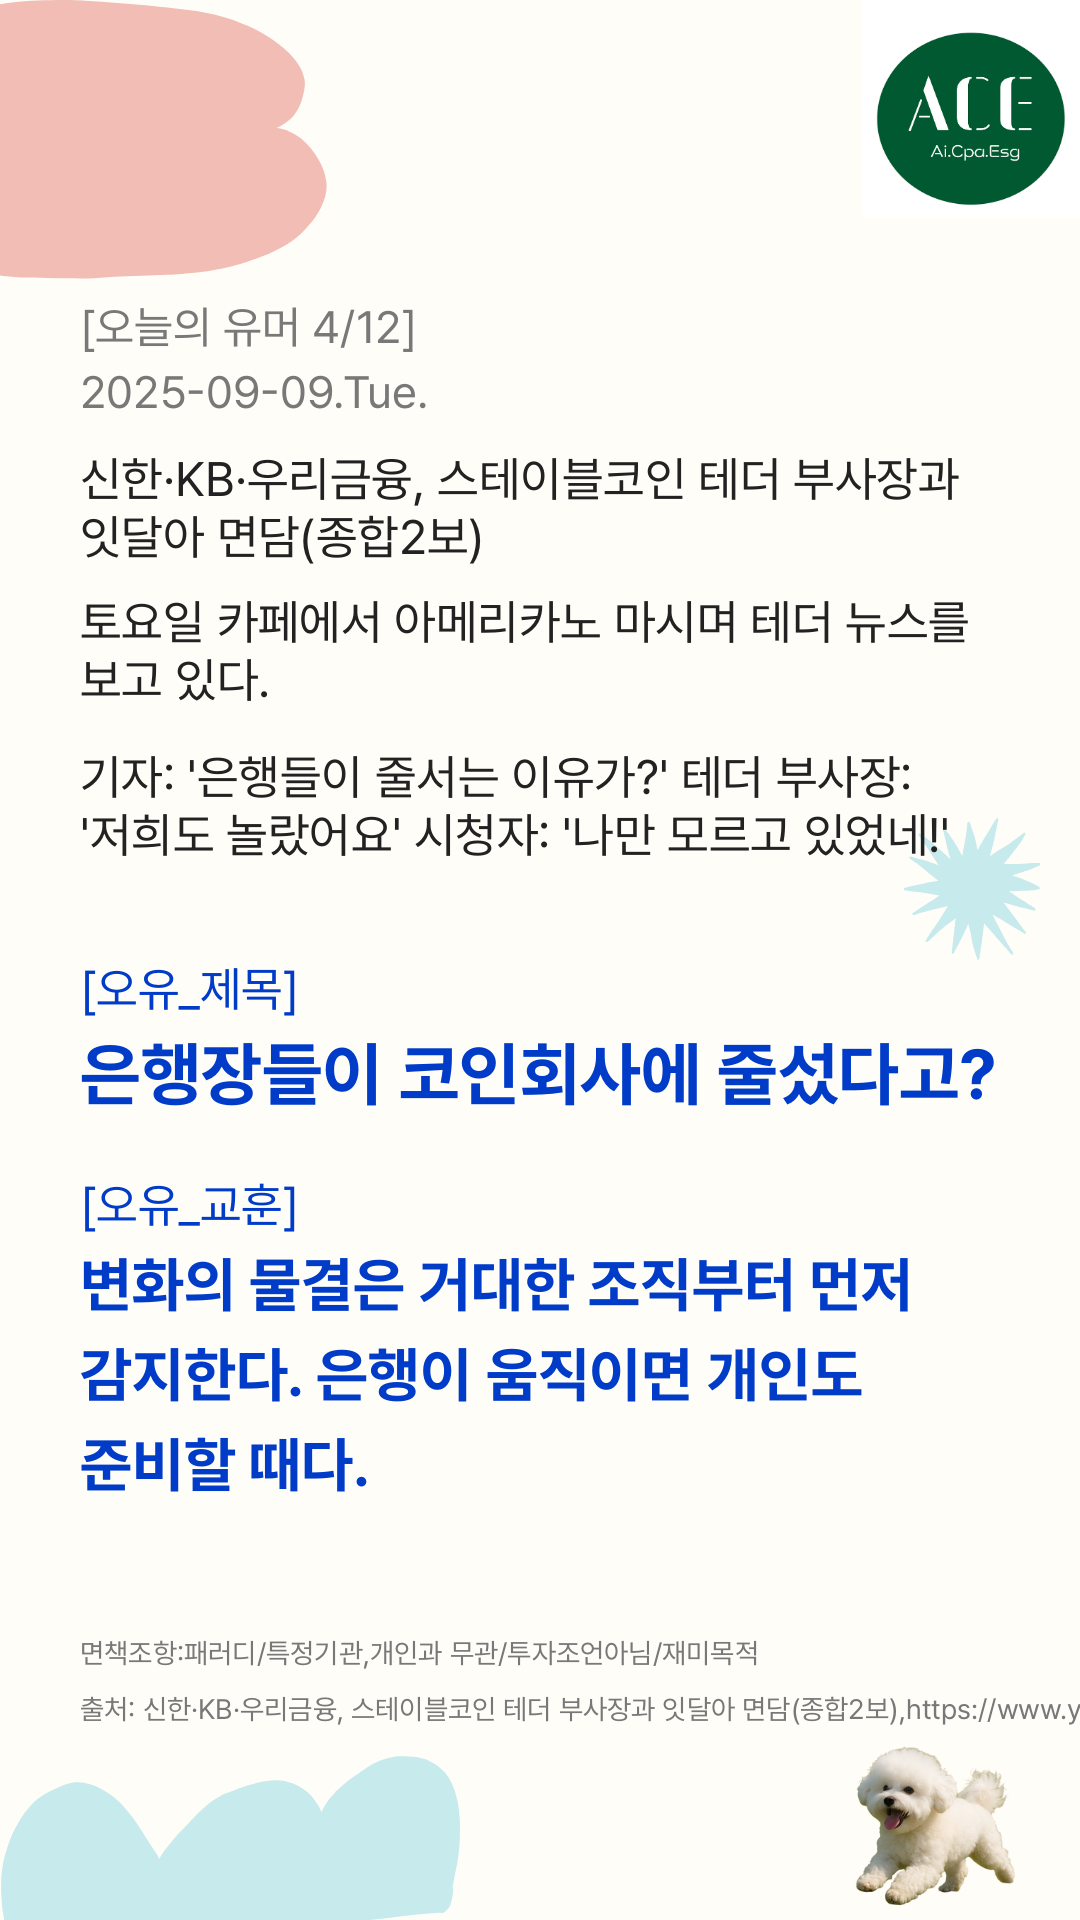 ACE
Ai.Cpa.Esg
[오늘의 유머 4/12]
2025-09-09.Tue.
신한·KB·우리금융, 스테이블코인 테더 부사장과
잇달아 면담(종합2보)
토요일 카페에서 아메리카노 마시며 테더 뉴스를
보고 있다.
기자: '은행들이 줄서는 이유가?' 테더 부사장:
'저희도 놀랐어요' 시청자: '나만 모르고 있었네!'
[오유_제목]
은행장들이 코인회사에 줄섰다고?
[오유_교훈]
변화의 물결은 거대한 조직부터 먼저
감지한다. 은행이 움직이면 개인도
준비할 때다.
면책조항:패러디/특정기관,개인과 무관/투자조언아님/재미목적
출처: 신한·KB·우리금융, 스테이블코인 테더 부사장과 잇달아 면담(종합2보),https://www.y